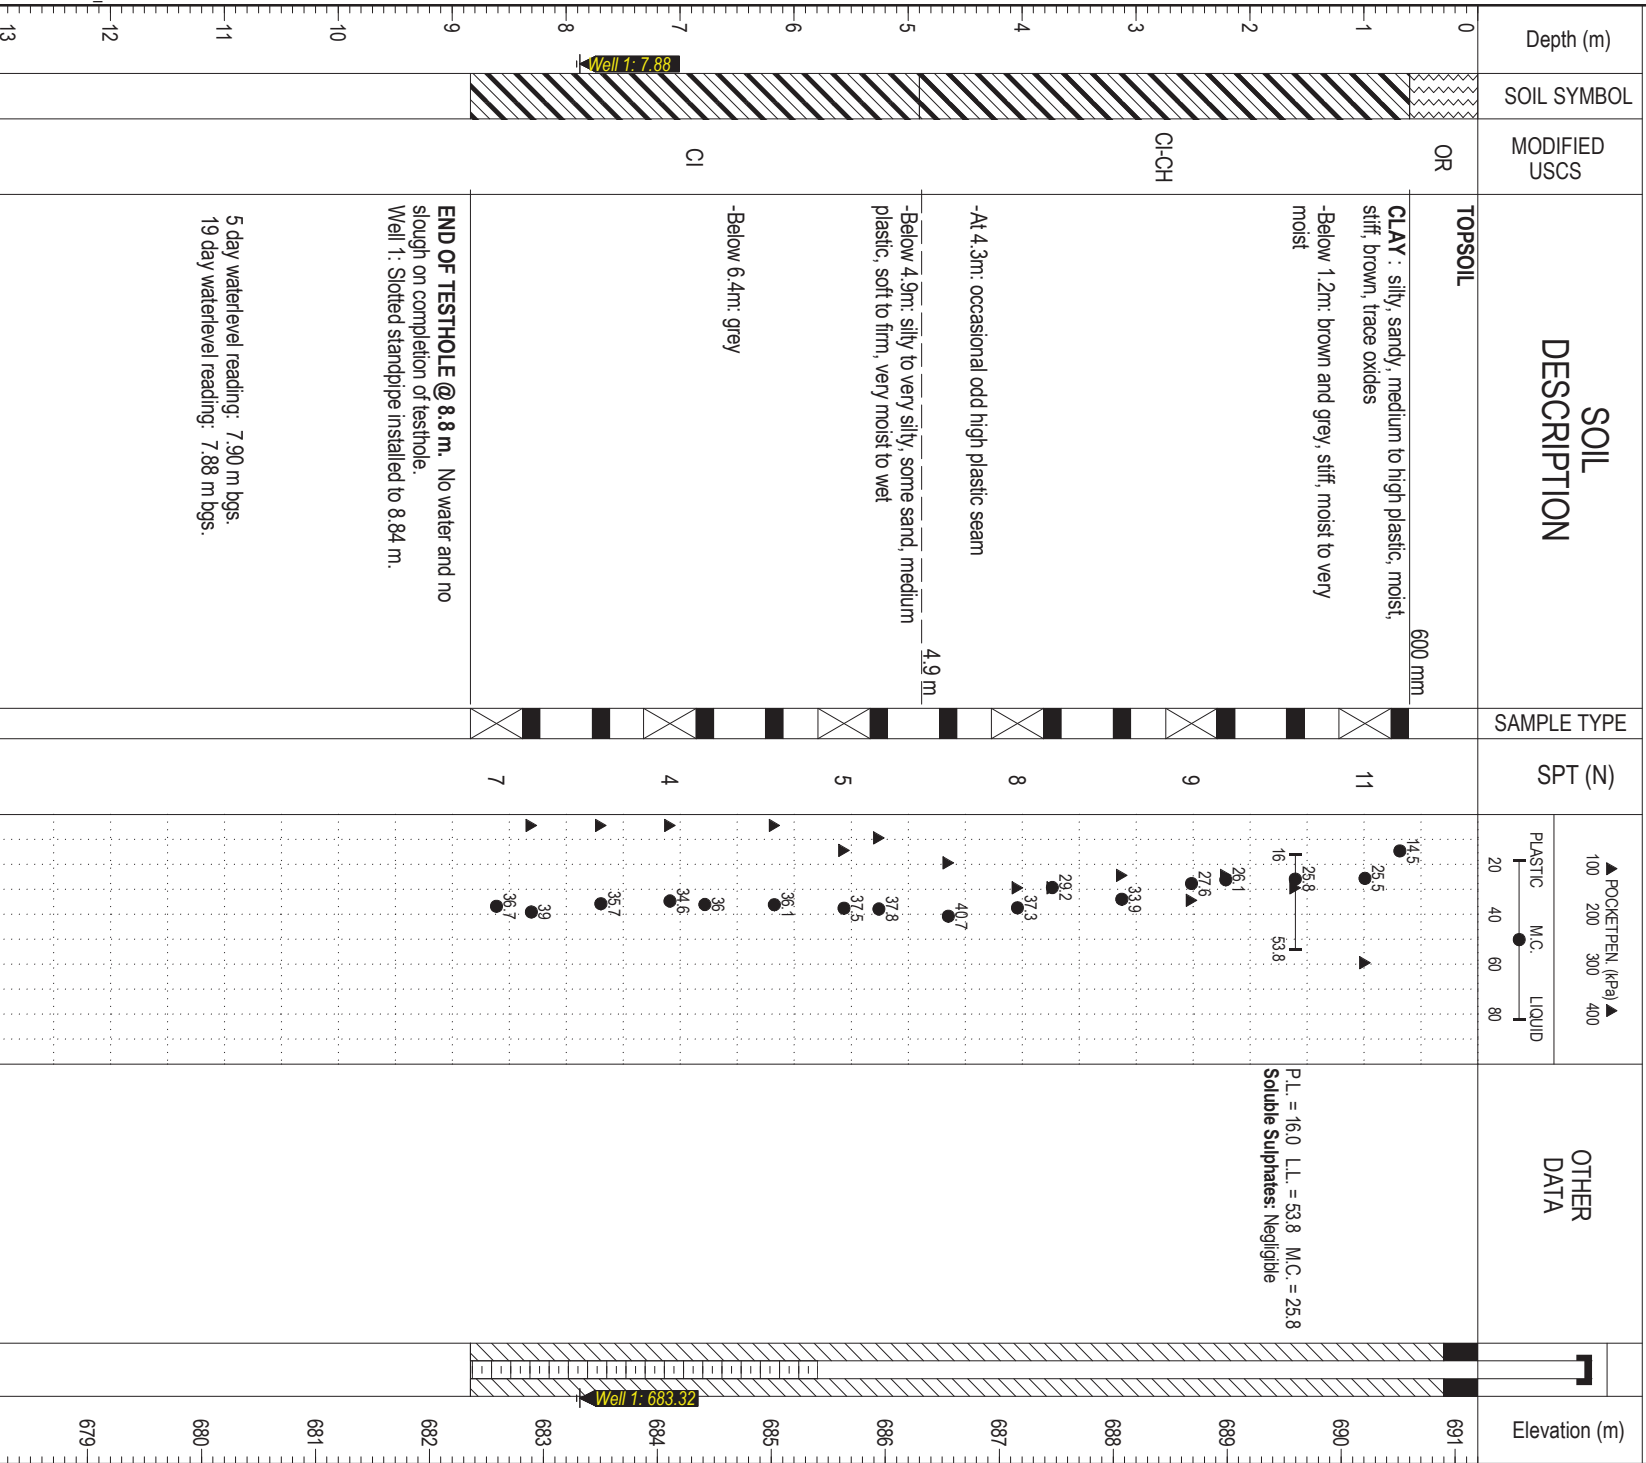 Depth (m)
SOIL SYMBOL
MODIFIED
USCS
SOIL
DESCRIPTION
SAMPLE TYPE
SPT (N)
▲ POCKETPEN. (kPa) ▲
100 200 300 400
PLASTIC M.C. LIQUID
20 40 60 80
OTHER
DATA
Elevation (m)
0
1
2
3
4
5
6
7
8
9
10
11
12
13
Well 1: 7.88
OR
CI-CH
CI
TOPSOIL
600 mm
CLAY : silty, sandy, medium to high plastic, moist,
stiff, brown, trace oxides
-Below 1.2m: brown and grey, stiff, moist to very
moist
-At 4.3m: occasional odd high plastic seam
4.9 m
-Below 4.9m: silty to very silty, some sand, medium
plastic, soft to firm, very moist to wet
-Below 6.4m: grey
END OF TESTHOLE @ 8.8 m. No water and no
slough on completion of testhole.
Well 1: Slotted standpipe installed to 8.84 m.
5 day waterlevel reading: 7.90 m bgs.
19 day waterlevel reading: 7.88 m bgs.
11
9
8
5
4
7
14.5
25.5
25.8
16
53.8
26.1
27.6
33.9
29.2
37.3
40.7
37.8
37.5
36.1
36
34.6
35.7
39
36.7
P.L. = 16.0 L.L. = 53.8 M.C. = 25.8
Soluble Sulphates: Negligible
Well 1: 683.32
691
690
689
688
687
686
685
684
683
682
681
680
679